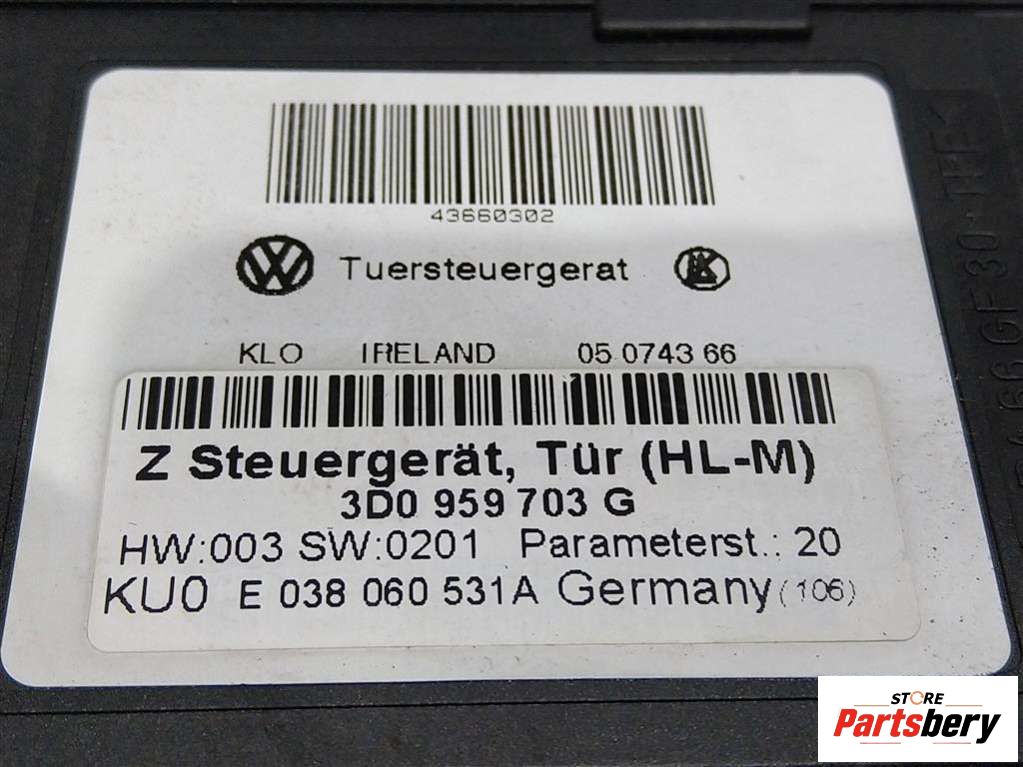 43660302
Tuersteuergerat
KLO IRELAND 05 0743 66
Z Steuergerät, Tür (HL-M)
3D0 959 703 G
HW:003 SW:0201 Parameterst.: 20
KU0 E 038 060 531A Germany (106)
STORE
Partsbery